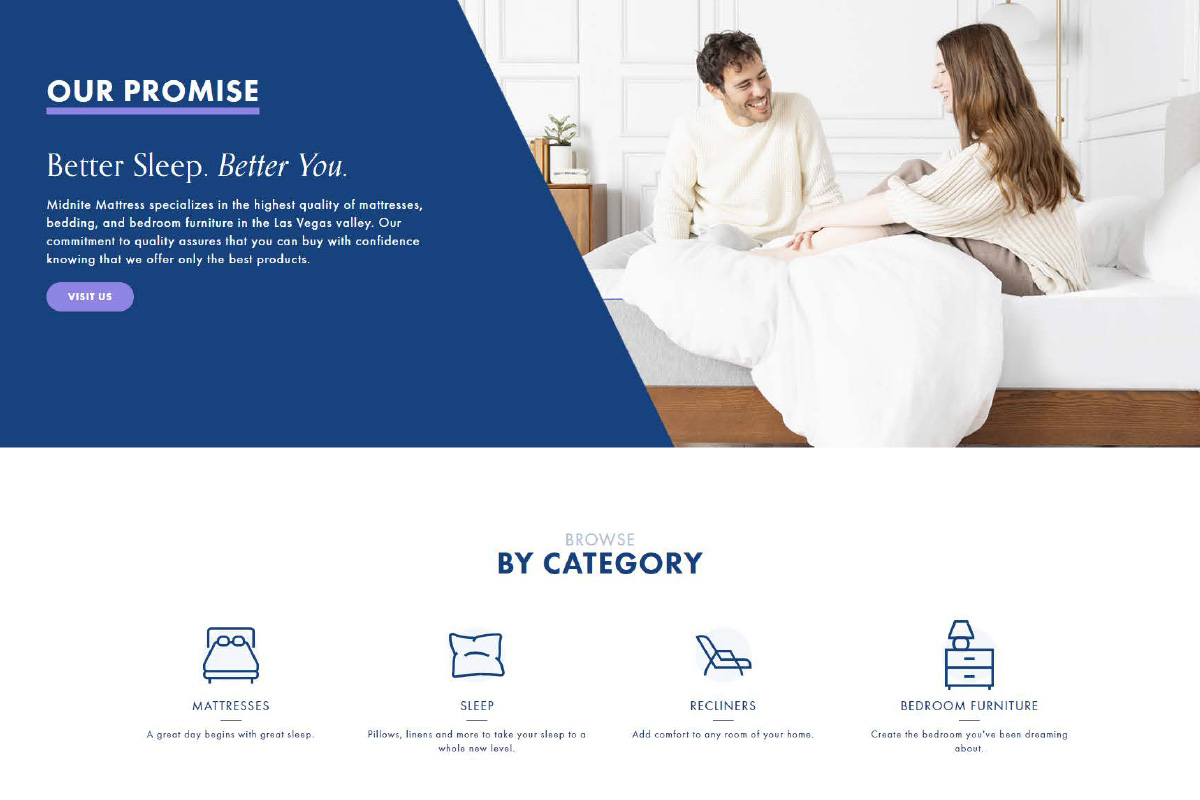 OUR PROMISE
Better Sleep. Better You.
Midnite Mattress specializes in the highest quality of mattresses,
bedding, and bedroom furniture in the Las Vegas valley. Our
commitment to quality assures that you can buy with confidence
knowing that we offer only the best products.
VISIT US
BROWSE
BY CATEGORY
MATTRESSES
A great day begins with great sleep.
SLEEP
Pillows, linens and more to take your sleep to a
whole new level.
RECLINERS
Add comfort to any room of your home.
BEDROOM FURNITURE
Create the bedroom you've been dreaming
about.